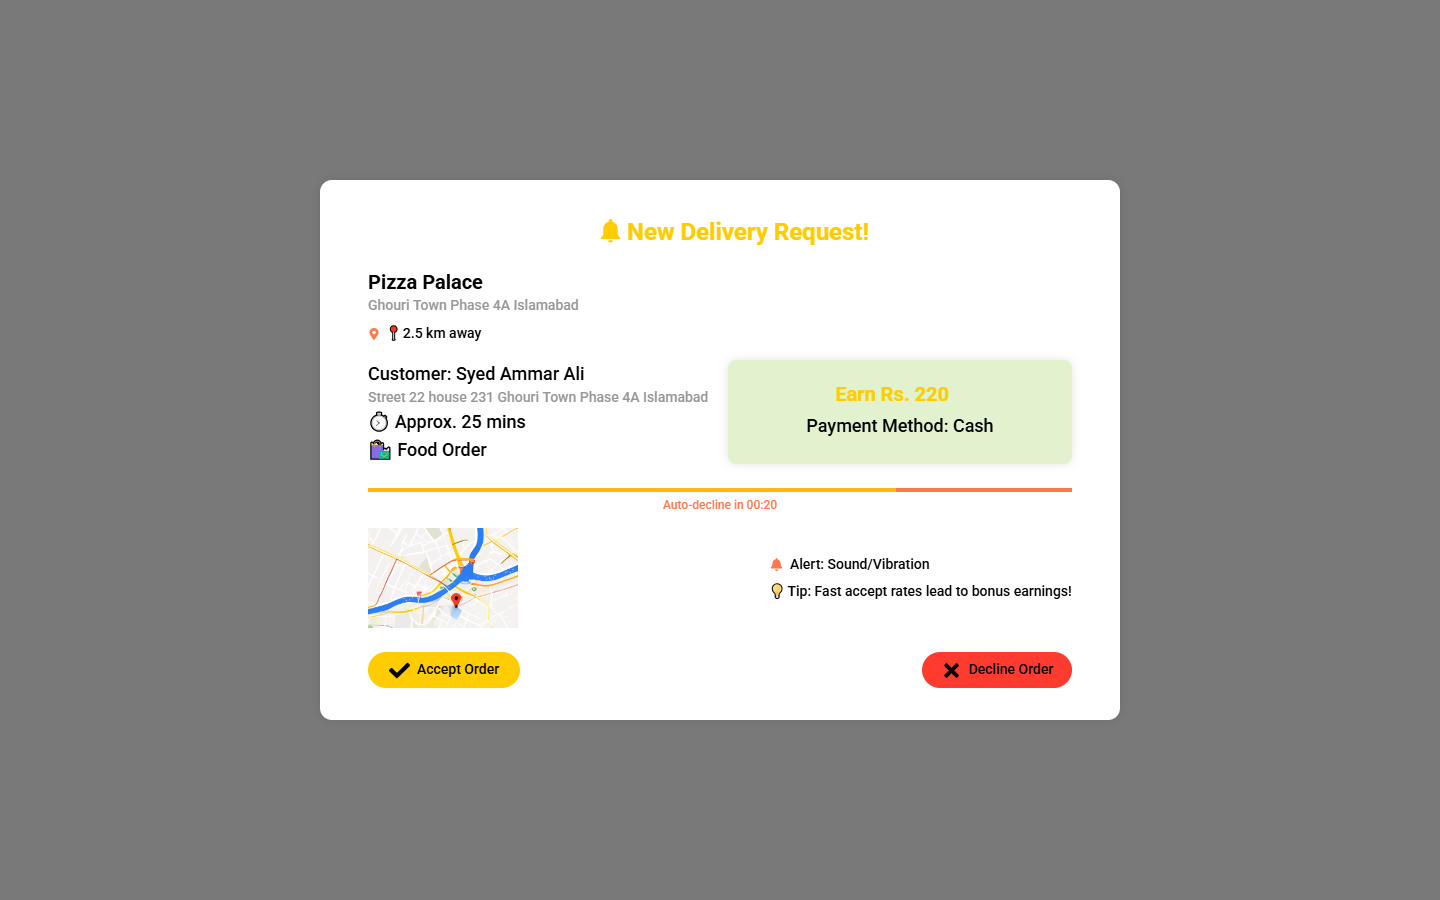 New Delivery Request!
Pizza Palace
Ghouri Town Phase 4A Islamabad
2.5 km away
Customer: Syed Ammar Ali
Street 22 house 231 Ghouri Town Phase 4A Islamabad
Approx. 25 mins
Food Order
Earn Rs. 220
Payment Method: Cash
Auto-decline in 00:20
Alert: Sound/Vibration
Tip: Fast accept rates lead to bonus earnings!
Accept Order
Decline Order